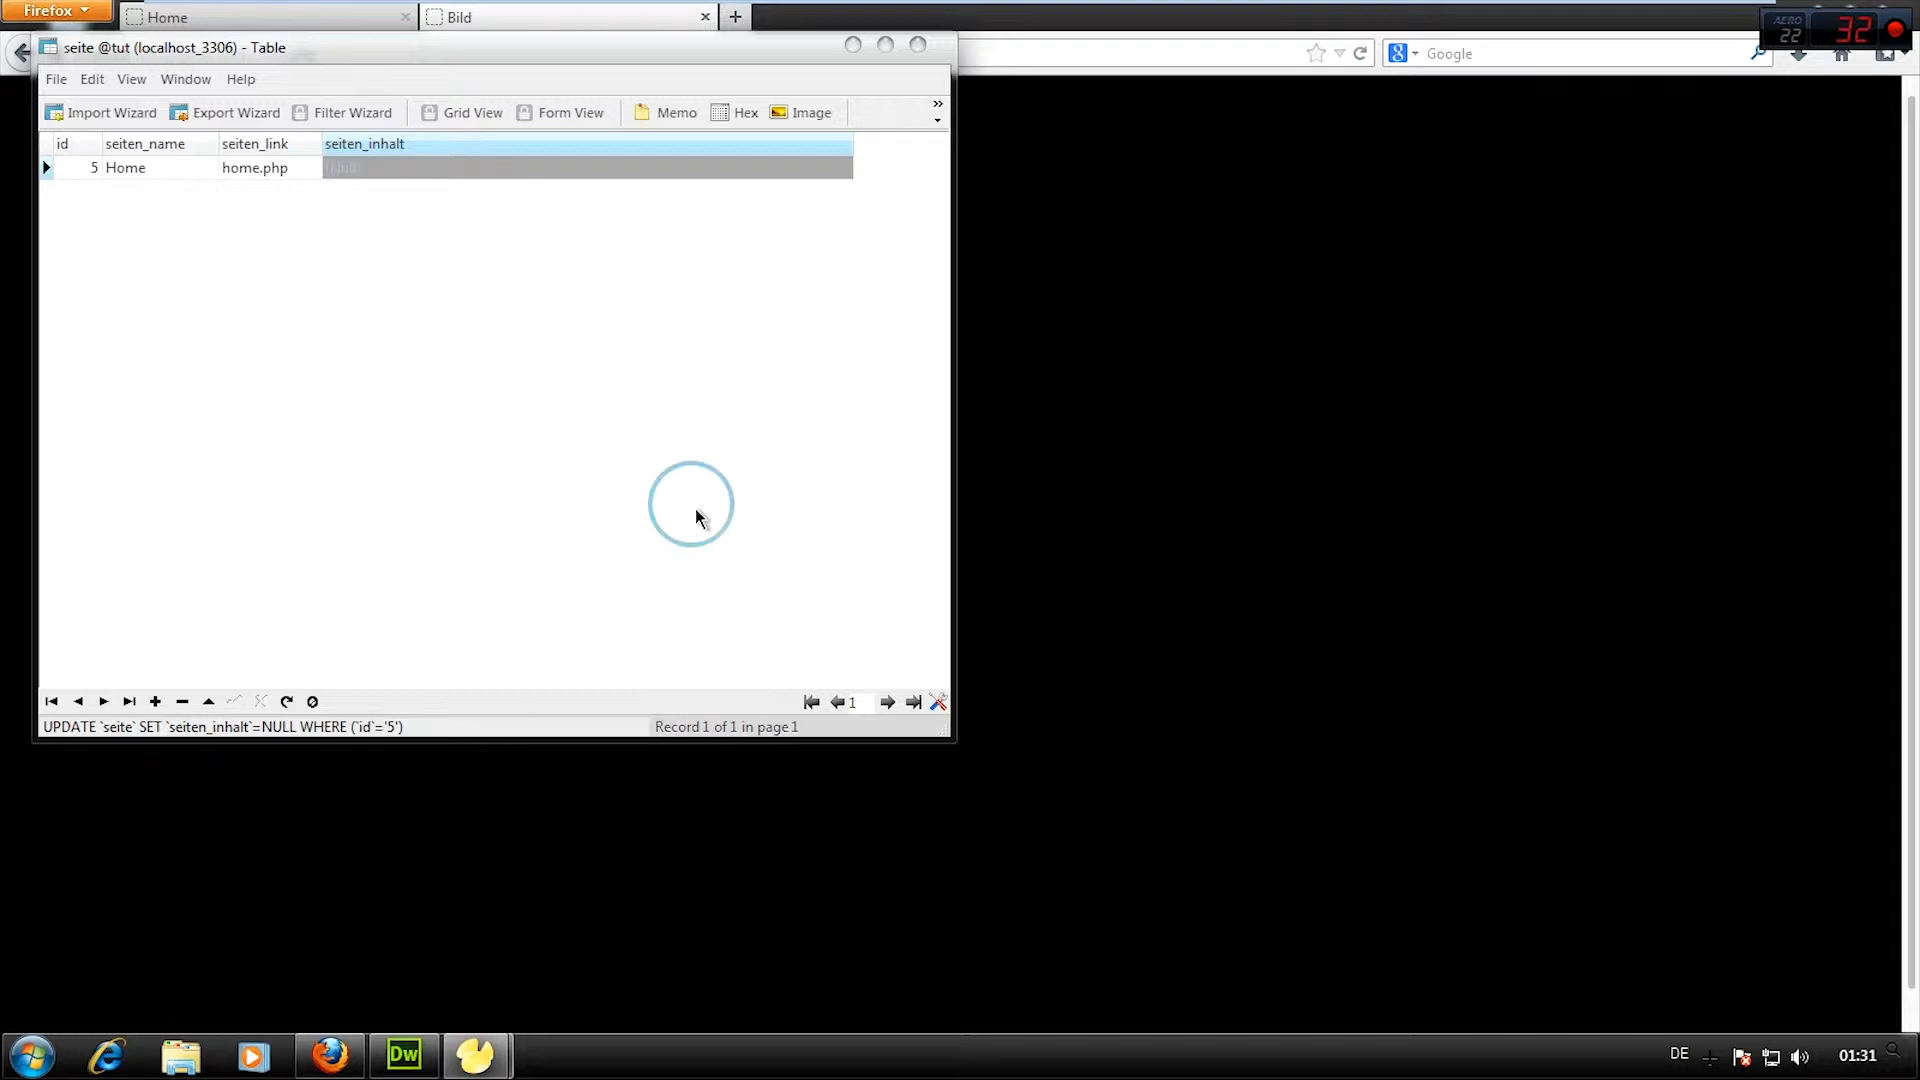 Firefox
Home
Bild
AERO
22
32
seite @tut (localhost_3306) - Table
Google
File Edit View Window Help
Import Wizard Export Wizard Filter Wizard Grid View Form View Memo Hex Image
id seiten_name seiten_link seiten_inhalt
5 Home home.php (Null)
1
UPDATE `seite` SET `seiten_inhalt`=NULL WHERE (`id`='5')
Record 1 of 1 in page 1
Dw
DE
01:31